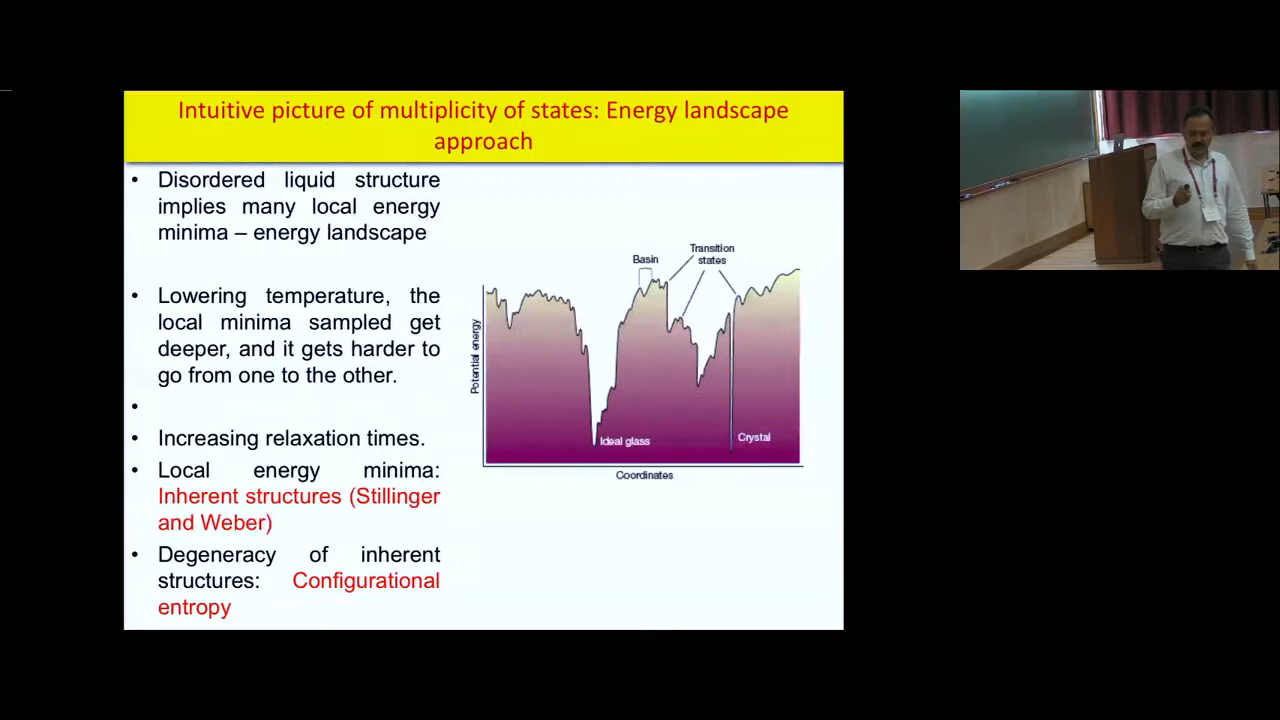 Intuitive picture of multiplicity of states: Energy landscape
approach
• Disordered liquid structure
implies many local energy
minima – energy landscape
• Lowering temperature, the
local minima sampled get
deeper, and it gets harder to
go from one to the other.
•
• Increasing relaxation times.
• Local energy minima:
Inherent structures (Stillinger
and Weber)
• Degeneracy of inherent
structures: Configurational
entropy
Basin
Transition
states
Potential energy
Ideal glass
Crystal
Coordinates